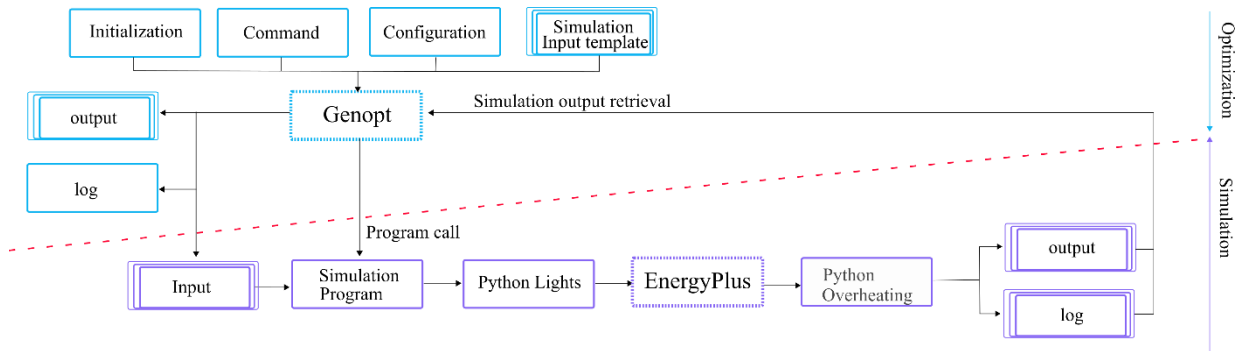 Initialization
Command
Configuration
Simulation
Input template
Optimization
output
Genopt
Simulation output retrieval
log
Simulation
Program call
Input
Simulation
Program
Python Lights
EnergyPlus
Python
Overheating
output
log